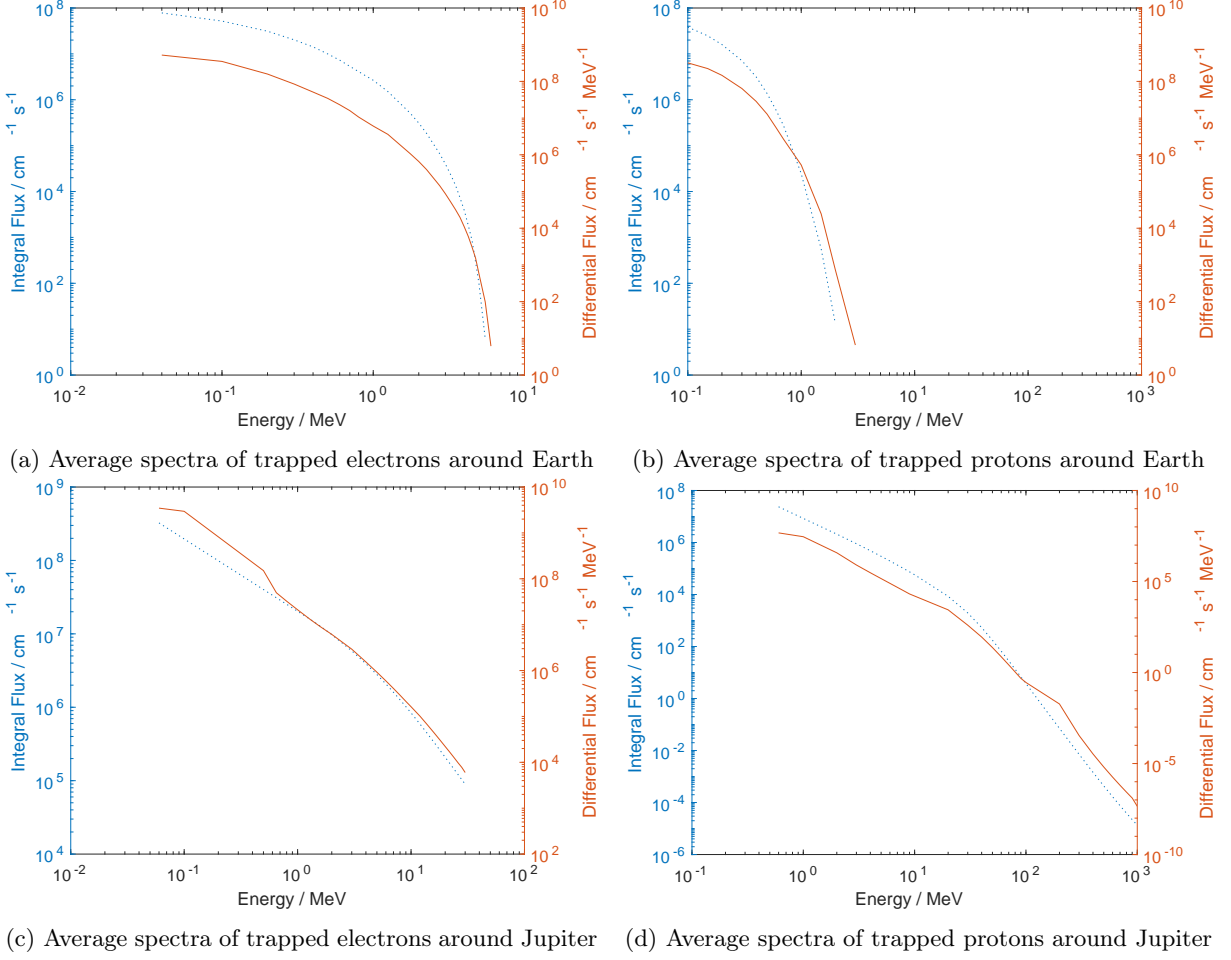 10^8
10^6
10^4
10^2
10^0
Integral Flux / cm -1 s^-1
10^10
10^8
10^6
10^4
10^2
10^0
Differential Flux / cm -1 s^-1 MeV^-1
10^-2 10^-1 10^0 10^1
Energy / MeV
(a) Average spectra of trapped electrons around Earth
10^8
10^6
10^4
10^2
10^0
Integral Flux / cm -1 s^-1
10^10
10^8
10^6
10^4
10^2
10^0
Differential Flux / cm -1 s^-1 MeV^-1
10^-1 10^0 10^1 10^2 10^3
Energy / MeV
(b) Average spectra of trapped protons around Earth
10^9
10^8
10^7
10^6
10^5
10^4
Integral Flux / cm -1 s^-1
10^10
10^8
10^6
10^4
10^2
Differential Flux / cm -1 s^-1 MeV^-1
10^-2 10^-1 10^0 10^1 10^2
Energy / MeV
(c) Average spectra of trapped electrons around Jupiter
10^8
10^6
10^4
10^2
10^0
10^-2
10^-4
10^-6
Integral Flux / cm -1 s^-1
10^10
10^5
10^0
10^-5
10^-10
Differential Flux / cm -1 s^-1 MeV^-1
10^-1 10^0 10^1 10^2 10^3
Energy / MeV
(d) Average spectra of trapped protons around Jupiter